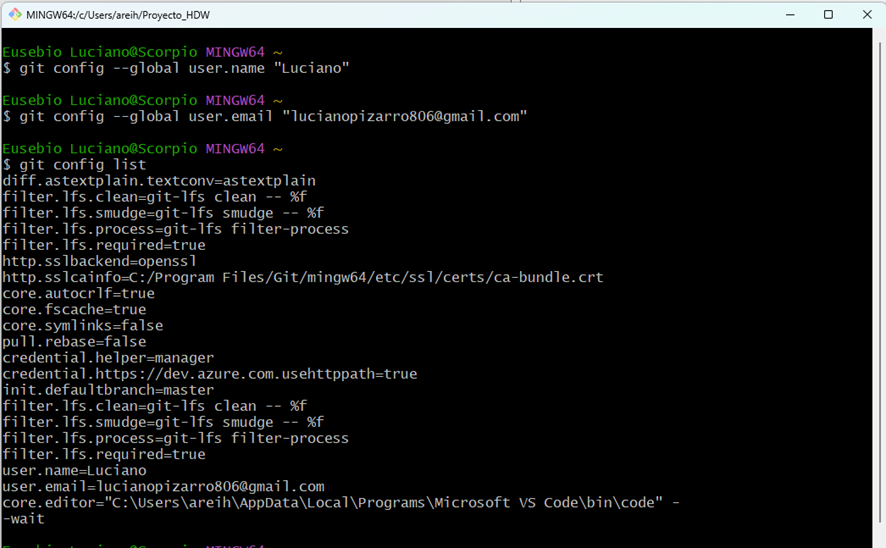 MINGW64:/c/Users/areih/Proyecto_HDW
Eusebio Luciano@Scorpio MINGW64 ~
$ git config --global user.name "Luciano"
Eusebio Luciano@Scorpio MINGW64 ~
$ git config --global user.email "lucianopizarro806@gmail.com"
Eusebio Luciano@Scorpio MINGW64 ~
$ git config list
diff.astextplain.textconv=astextplain
filter.lfs.clean=git-lfs clean -- %f
filter.lfs.smudge=git-lfs smudge -- %f
filter.lfs.process=git-lfs filter-process
filter.lfs.required=true
http.sslbackend=openssl
http.sslcainfo=C:/Program Files/Git/mingw64/etc/ssl/certs/ca-bundle.crt
core.autocrlf=true
core.fscache=true
core.symlinks=false
pull.rebase=false
credential.helper=manager
credential.https://dev.azure.com.usehttppath=true
init.defaultbranch=master
filter.lfs.clean=git-lfs clean -- %f
filter.lfs.smudge=git-lfs smudge -- %f
filter.lfs.process=git-lfs filter-process
filter.lfs.required=true
user.name=Luciano
user.email=lucianopizarro806@gmail.com
core.editor="C:\Users\areih\AppData\Local\Programs\Microsoft VS Code\bin\code" -
-wait